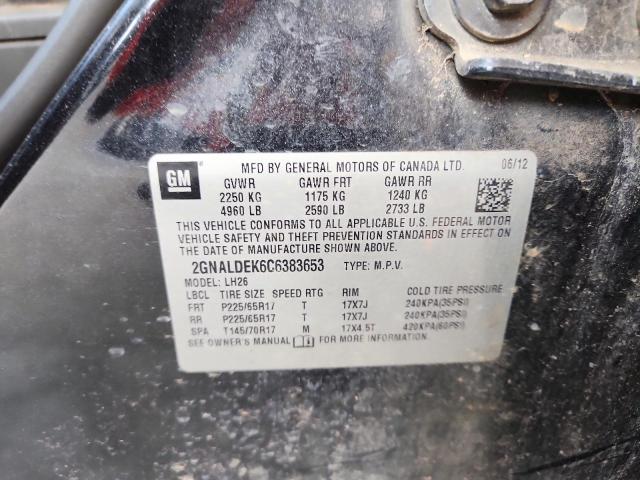 GM
MFD BY GENERAL MOTORS OF CANADA LTD. 06/12
GVWR GAWR FRT GAWR RR
2250 KG 1175 KG 1240 KG
4960 LB 2590 LB 2733 LB
THIS VEHICLE CONFORMS TO ALL APPLICABLE U.S. FEDERAL MOTOR
VEHICLE SAFETY AND THEFT PREVENTION STANDARDS IN EFFECT ON
THE DATE OF MANUFACTURE SHOWN ABOVE.
2GNALDEK6C6383653 TYPE: M.P.V.
MODEL: LH26
LBCL TIRE SIZE SPEED RTG RIM COLD TIRE PRESSURE
FRT P225/65R17 T 17X7J 240KPA(35PSI)
RR P225/65R17 T 17X7J 240KPA(35PSI)
SPA T145/70R17 M 17X4.5T 420KPA(60PSI)
SEE OWNER'S MANUAL FOR MORE INFORMATION.